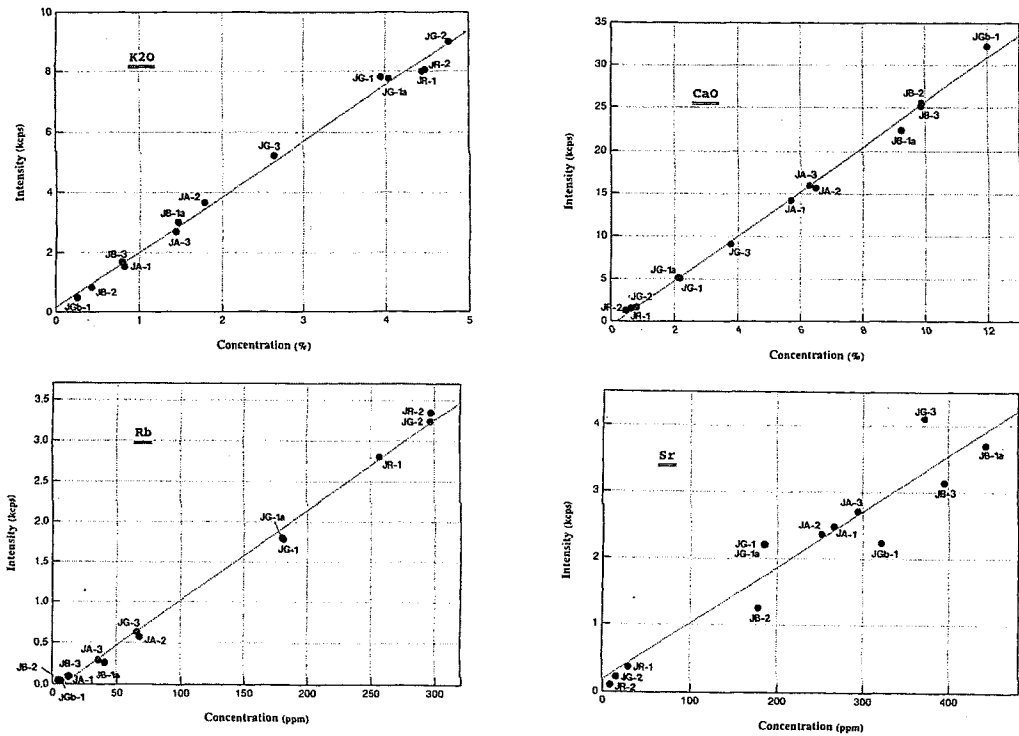 K2O
Intensity (kcps)
10
8
6
4
2
0
0
1
2
3
4
5
Concentration (%)
JG-2
JG-1
JR-2
JG-1a
JR-1
JG-3
JA-2
JB-1a
JA-3
JB-3
JA-1
JB-2
JGb-1
CaO
Intensity (kcps)
35
30
25
20
15
10
5
0
0
2
4
6
8
10
12
Concentration (%)
JGb-1
JB-2
JB-3
JB-1a
JA-3
JA-2
JA-1
JG-3
JG-1a
JG-1
JG-2
JR-2
JR-1
Rb
Intensity (kcps)
3.5
3.0
2.5
2.0
1.5
1.0
0.5
0.0
0
50
100
150
200
250
300
Concentration (ppm)
JR-2
JG-2
JR-1
JG-1a
JG-1
JG-3
JA-2
JA-3
JB-3
JB-2
JA-1
JB-1a
JGb-1
Sr
Intensity (kcps)
4
3
2
1
0
0
100
200
300
400
Concentration (ppm)
JG-3
JB-1a
JB-3
JA-3
JA-2
JA-1
JG-1
JG-1a
JGb-1
JB-2
JR-1
JG-2
JR-2